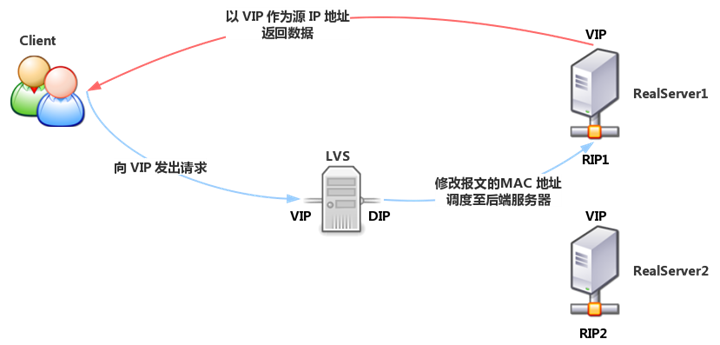 以 VIP 作为源 IP 地址
返回数据
Client
VIP
RealServer1
RIP1
LVS
向 VIP 发出请求
VIP
DIP
修改报文的MAC 地址
调度至后端服务器
VIP
RealServer2
RIP2